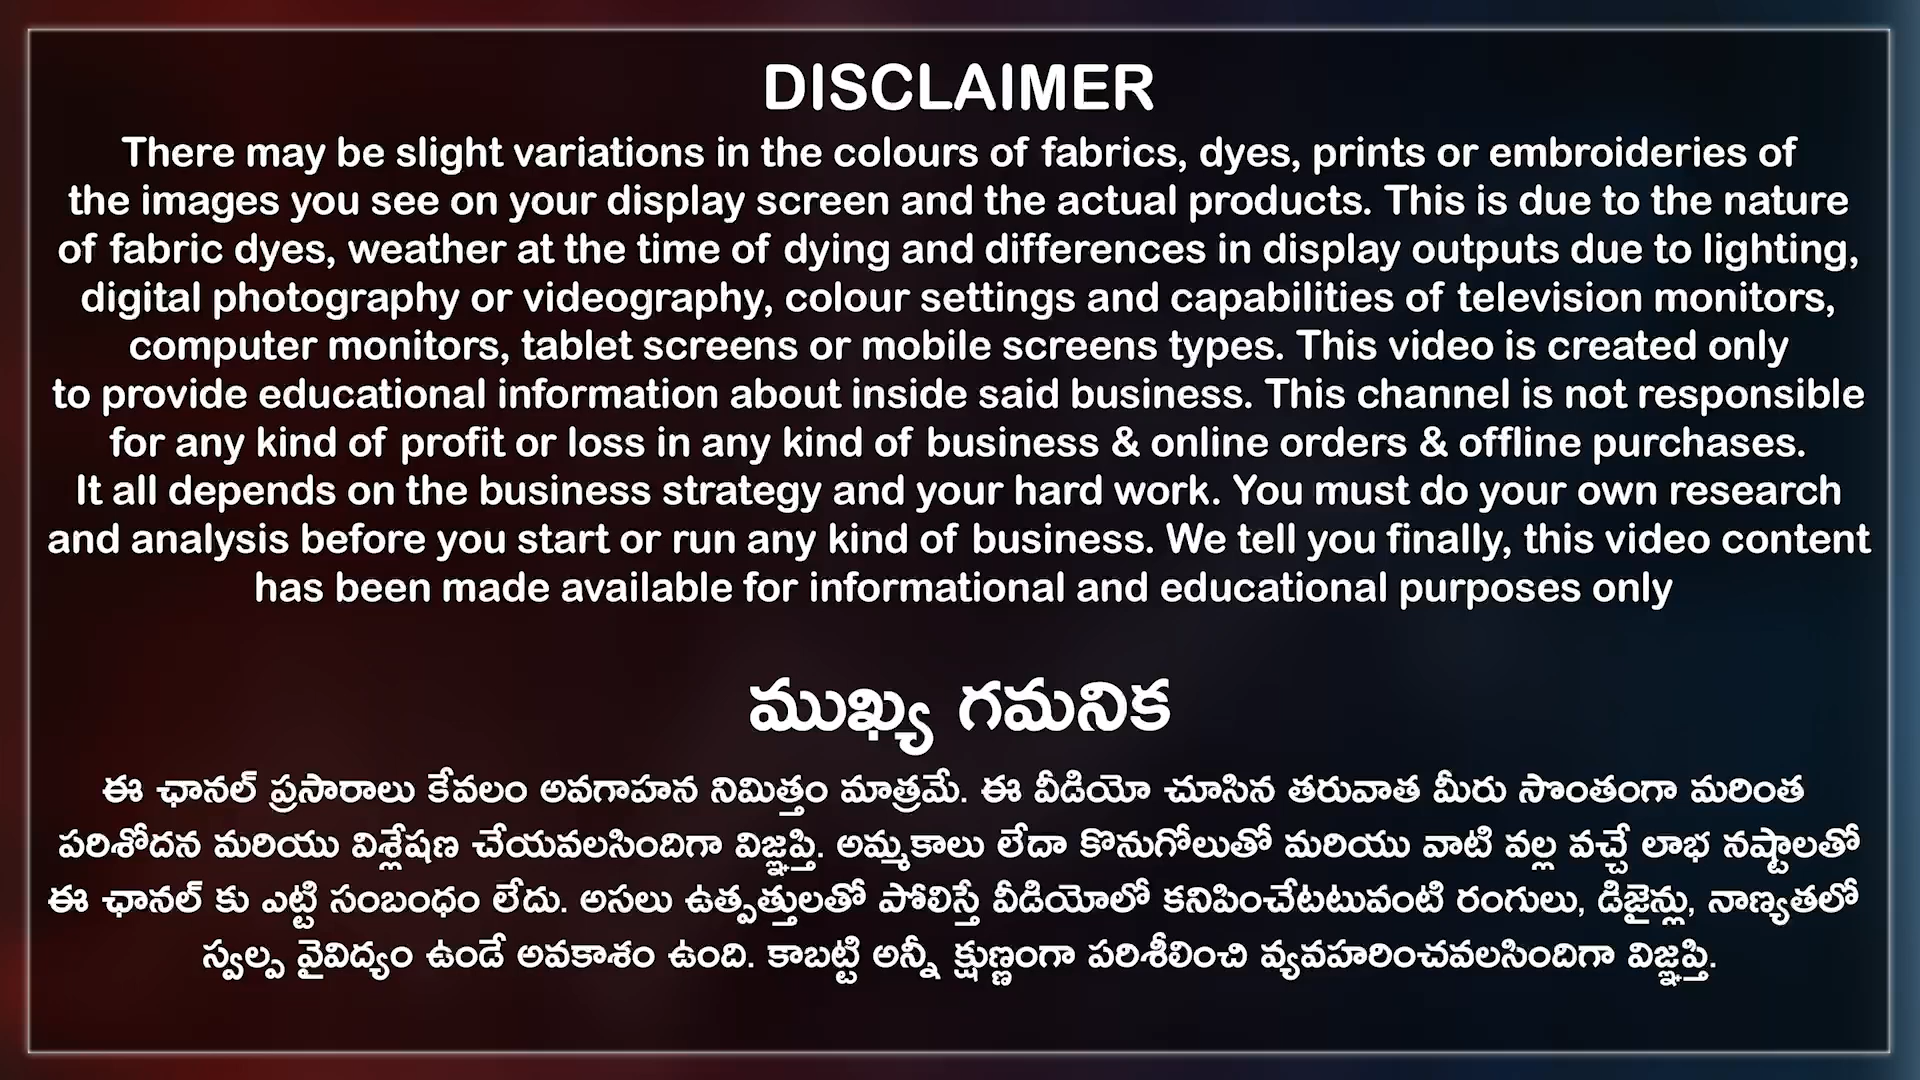 DISCLAIMER
There may be slight variations in the colours of fabrics, dyes, prints or embroideries of
the images you see on your display screen and the actual products. This is due to the nature
of fabric dyes, weather at the time of dying and differences in display outputs due to lighting,
digital photography or videography, colour settings and capabilities of television monitors,
computer monitors, tablet screens or mobile screens types. This video is created only
to provide educational information about inside said business. This channel is not responsible
for any kind of profit or loss in any kind of business & online orders & offline purchases.
It all depends on the business strategy and your hard work. You must do your own research
and analysis before you start or run any kind of business. We tell you finally, this video content
has been made available for informational and educational purposes only
ముఖ్య గమనిక
ఈ ఛానల్ ప్రసారాలు కేవలం అవగాహన నిమిత్తం మాత్రమే. ఈ వీడియో చూసిన తరువాత మీరు సొంతంగా మరింత
పరిశోదన మరియు విశ్లేషణ చేయవలసిందిగా విజ్ఞప్తి. అమ్మకాలు లేదా కొనుగోలుతో మరియు వాటి వల్ల వచ్చే లాభ నష్టాలతో
ఈ ఛానల్ కు ఎట్టి సంబంధం లేదు. అసలు ఉత్పత్తులతో పోలిస్తే వీడియోలో కనిపించేటటువంటి రంగులు, డిజైన్లు, నాణ్యతలో
స్వల్ప వైవిద్యం ఉండే అవకాశం ఉంది. కాబట్టి అన్నీ క్షుణ్ణంగా పరిశీలించి వ్యవహరించవలసిందిగా విజ్ఞప్తి.